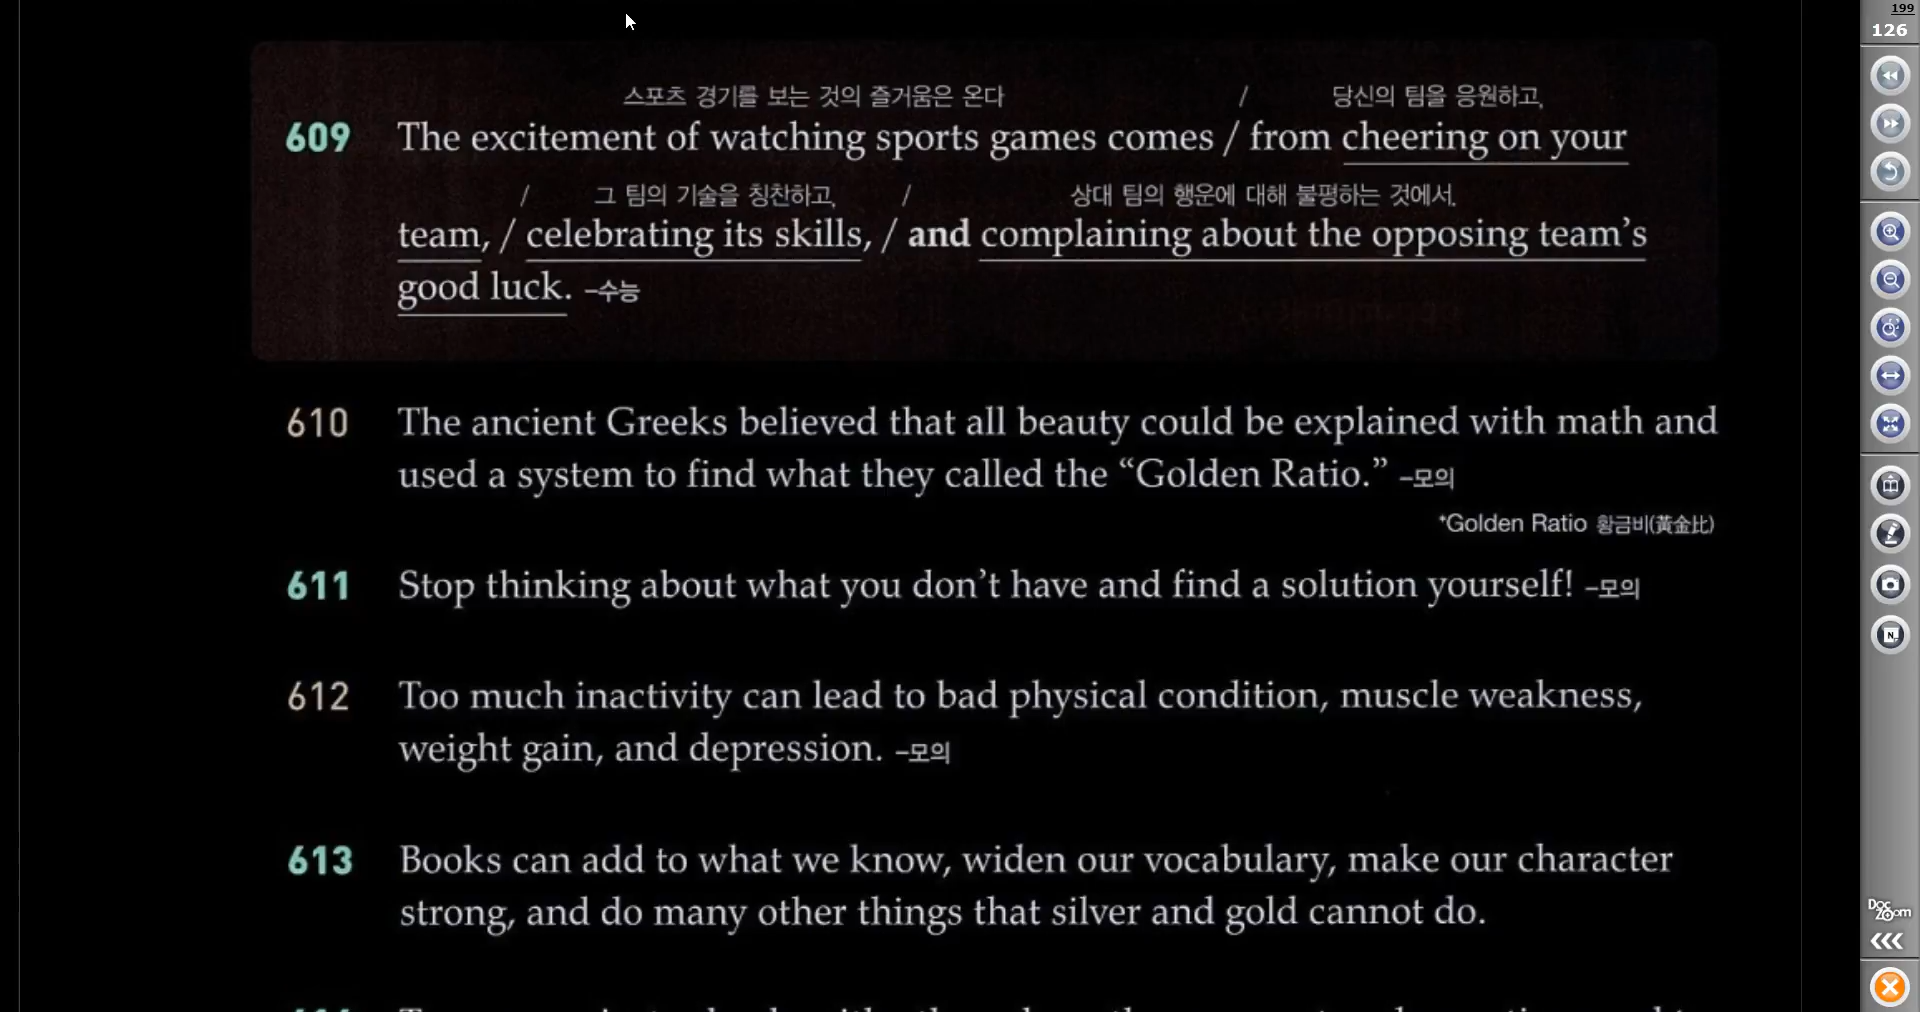 199
126
스포츠 경기를 보는 것의 즐거움은 온다 / 당신의 팀을 응원하고,
609 The excitement of watching sports games comes / from cheering on your
/ 그 팀의 기술을 칭찬하고, / 상대 팀의 행운에 대해 불평하는 것에서.
team, / celebrating its skills, / and complaining about the opposing team's
good luck. –수능
610 The ancient Greeks believed that all beauty could be explained with math and
used a system to find what they called the “Golden Ratio.” –모의
*Golden Ratio 황금비(黃金比)
611 Stop thinking about what you don't have and find a solution yourself! –모의
612 Too much inactivity can lead to bad physical condition, muscle weakness,
weight gain, and depression. –모의
613 Books can add to what we know, widen our vocabulary, make our character
strong, and do many other things that silver and gold cannot do.
Doc Zoom